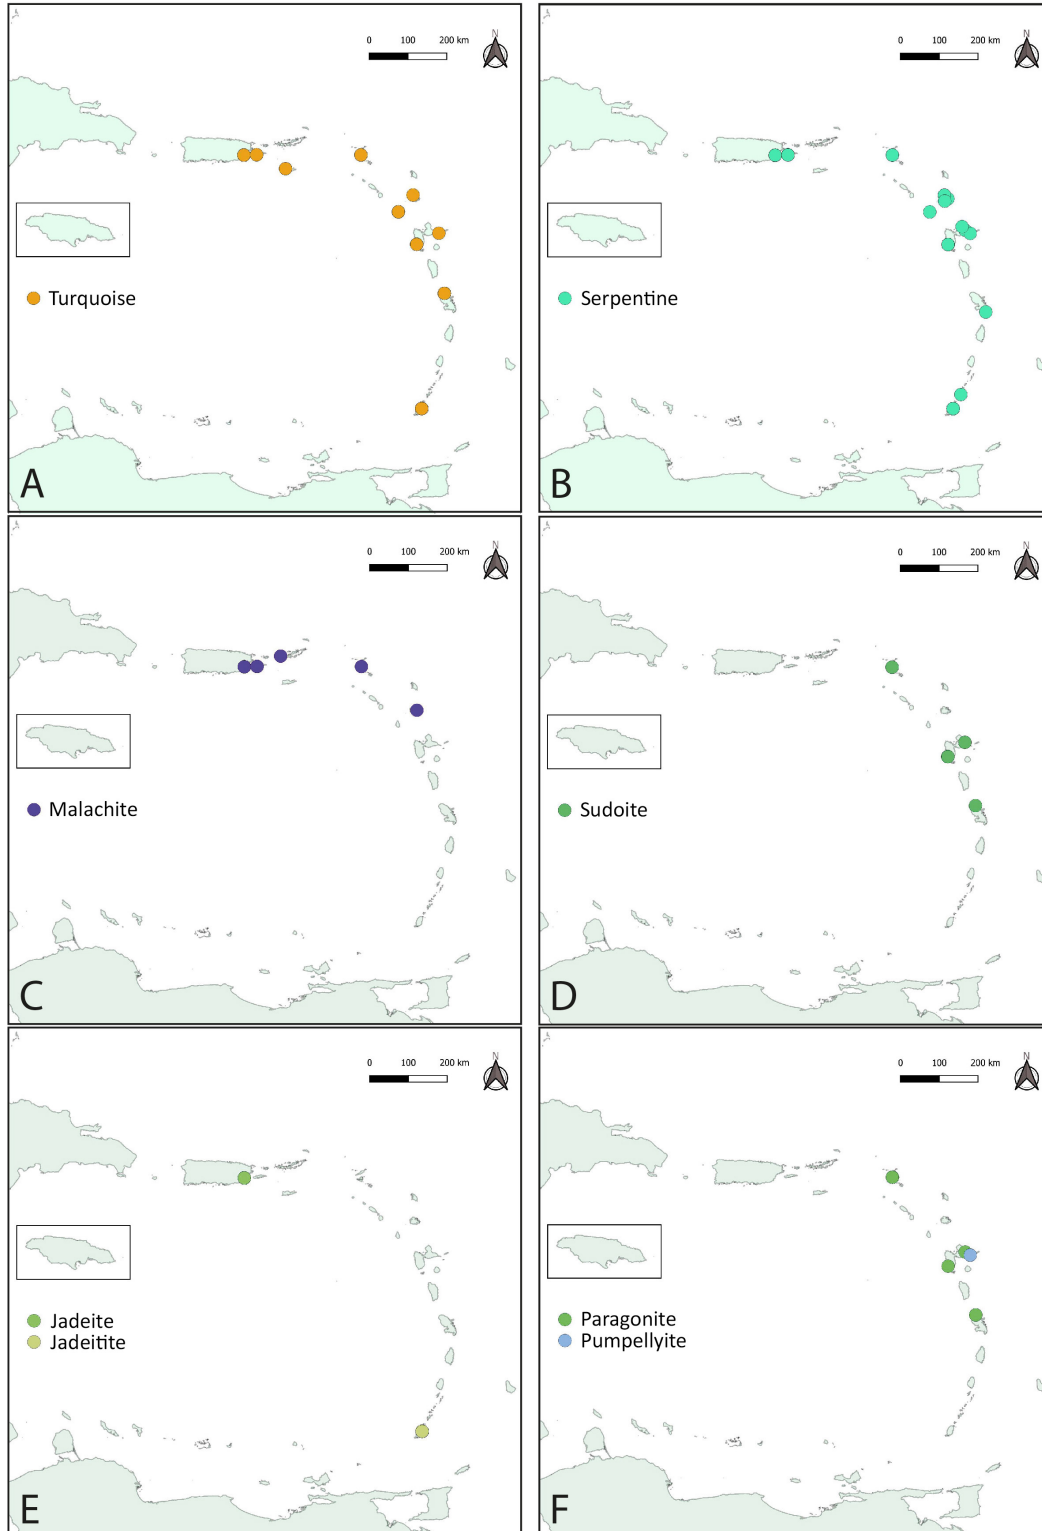 0 100 200 km N
Turquoise
A
0 100 200 km N
Serpentine
B
0 100 200 km N
Malachite
C
0 100 200 km N
Sudoite
D
0 100 200 km N
Jadeite
Jadeitite
E
0 100 200 km N
Paragonite
Pumpellyite
F